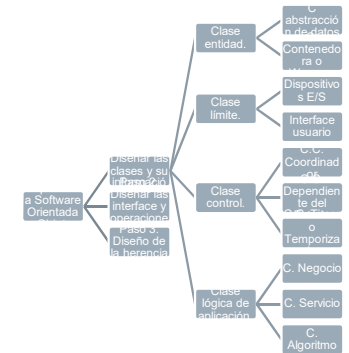 a Software
Orientada
Diseñar las
clases y su
Diseñar las
interface y
operacione
Paso 3.
Diseño de
la herencia
Clase
entidad.
Clase
límite.
Clase
control.
Clase
lógica de
aplicación
C
abstracció
n de datos
Contenedo
ra o
Dispositivo
s E/S
Interface
usuario
C.C.
Coordinad
Dependien
te del
o
Temporiza
C. Negocio
C. Servicio
C.
Algoritmo